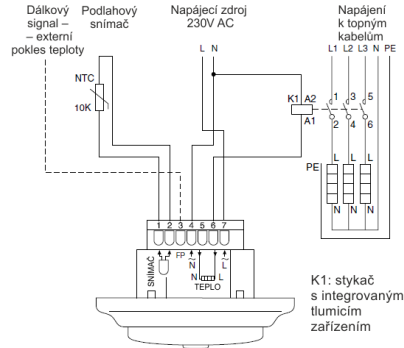 Dálkový
signal –
– externí
pokles teploty
Podlahový
snímač
Napájecí zdroj
230V AC
L N
Napájení
k topným
kabelům
L1 L2 L3 N PE
NTC
10K
K1 A2
A1
1 3 5
2 4 6
PE
L L L
N N N
1 2 3 4 5 6 7
SNÍMAČ
FP
N
N L
L
TEPLO
K1: stykač
s integrovaným
tlumicím
zařízením